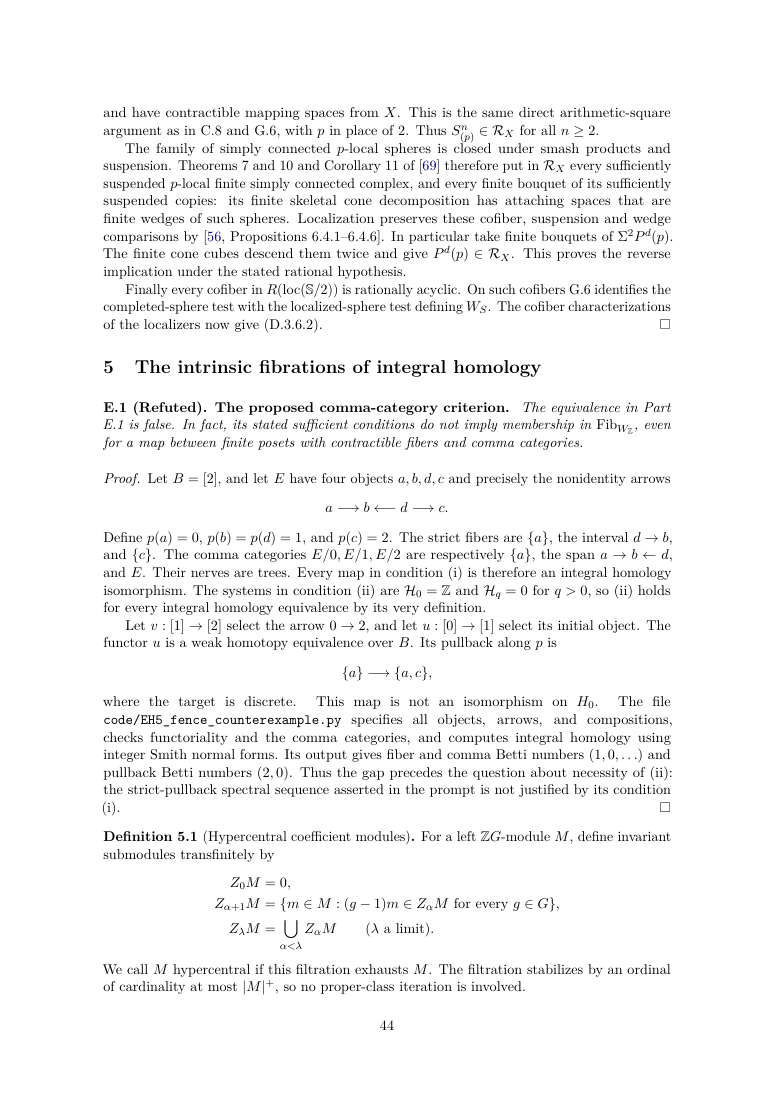 and have contractible mapping spaces from X. This is the same direct arithmetic-square
argument as in C.8 and G.6, with p in place of 2. Thus S^n_{(p)} ∈ ℛ_X for all n ≥ 2.
The family of simply connected p-local spheres is closed under smash products and
suspension. Theorems 7 and 10 and Corollary 11 of [69] therefore put in ℛ_X every sufficiently
suspended p-local finite simply connected complex, and every finite bouquet of its sufficiently
suspended copies: its finite skeletal cone decomposition has attaching spaces that are
finite wedges of such spheres. Localization preserves these cofiber, suspension and wedge
comparisons by [56, Propositions 6.4.1–6.4.6]. In particular take finite bouquets of Σ²P^d(p).
The finite cone cubes descend them twice and give P^d(p) ∈ ℛ_X. This proves the reverse
implication under the stated rational hypothesis.
Finally every cofiber in R(loc(𝕊/2)) is rationally acyclic. On such cofibers G.6 identifies the
completed-sphere test with the localized-sphere test defining W_S. The cofiber characterizations
of the localizers now give (D.3.6.2). □
5 The intrinsic fibrations of integral homology
E.1 (Refuted). The proposed comma-category criterion. The equivalence in Part
E.1 is false. In fact, its stated sufficient conditions do not imply membership in Fib_{W_ℤ}, even
for a map between finite posets with contractible fibers and comma categories.
Proof. Let B = [2], and let E have four objects a, b, d, c and precisely the nonidentity arrows
a ⟶ b ⟵ d ⟶ c.
Define p(a) = 0, p(b) = p(d) = 1, and p(c) = 2. The strict fibers are {a}, the interval d → b,
and {c}. The comma categories E/0, E/1, E/2 are respectively {a}, the span a → b ← d,
and E. Their nerves are trees. Every map in condition (i) is therefore an integral homology
isomorphism. The systems in condition (ii) are ℋ₀ = ℤ and ℋ_q = 0 for q > 0, so (ii) holds
for every integral homology equivalence by its very definition.
Let v : [1] → [2] select the arrow 0 → 2, and let u : [0] → [1] select its initial object. The
functor u is a weak homotopy equivalence over B. Its pullback along p is
{a} ⟶ {a, c},
where the target is discrete. This map is not an isomorphism on H₀. The file
code/EH5_fence_counterexample.py specifies all objects, arrows, and compositions,
checks functoriality and the comma categories, and computes integral homology using
integer Smith normal forms. Its output gives fiber and comma Betti numbers (1, 0, . . .) and
pullback Betti numbers (2, 0). Thus the gap precedes the question about necessity of (ii):
the strict-pullback spectral sequence asserted in the prompt is not justified by its condition
(i). □
Definition 5.1 (Hypercentral coefficient modules). For a left ℤG-module M, define invariant
submodules transfinitely by
Z₀M = 0,
Z_{α+1}M = {m ∈ M : (g − 1)m ∈ Z_αM for every g ∈ G},
Z_λM = ⋃_{α<λ} Z_αM (λ a limit).
We call M hypercentral if this filtration exhausts M. The filtration stabilizes by an ordinal
of cardinality at most |M|⁺, so no proper-class iteration is involved.
44